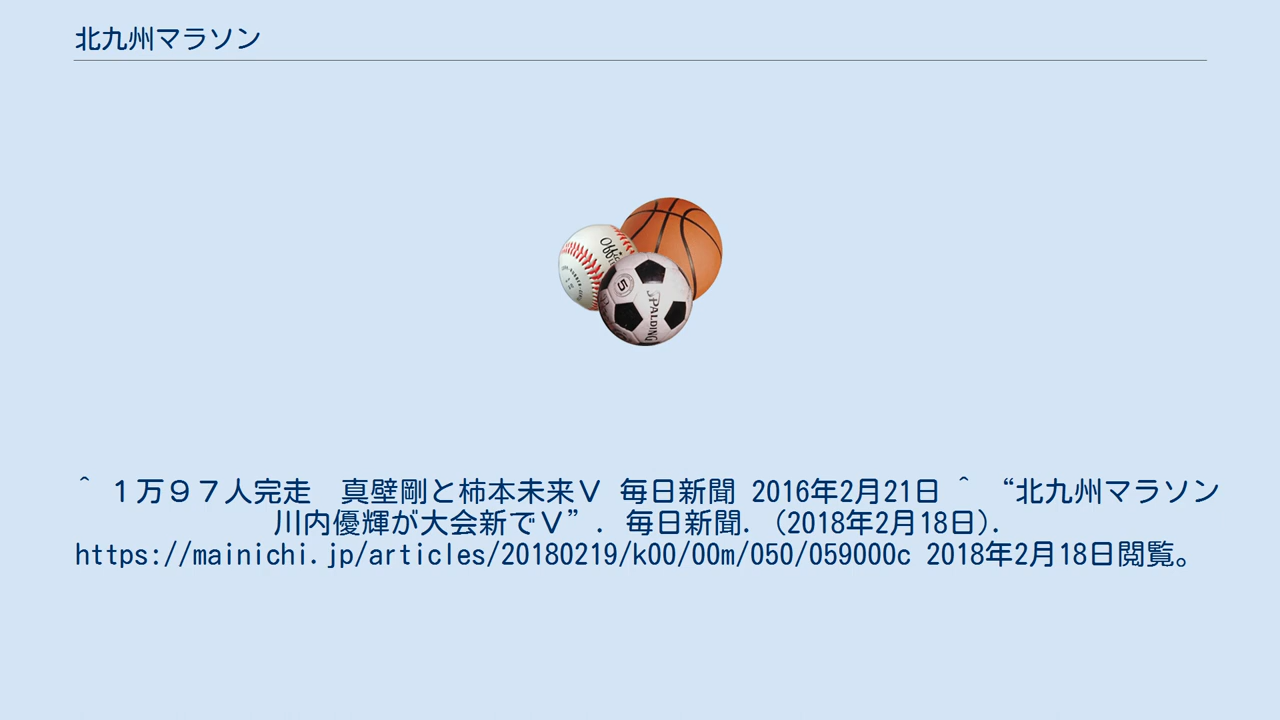 北九州マラソン
Offic
5
SPALDING
^ １万９７人完走　真壁剛と柿本未来Ｖ 毎日新聞 2016年2月21日 ^ “北九州マラソン
川内優輝が大会新でＶ”. 毎日新聞. (2018年2月18日).
https://mainichi.jp/articles/20180219/k00/00m/050/059000c 2018年2月18日閲覧。